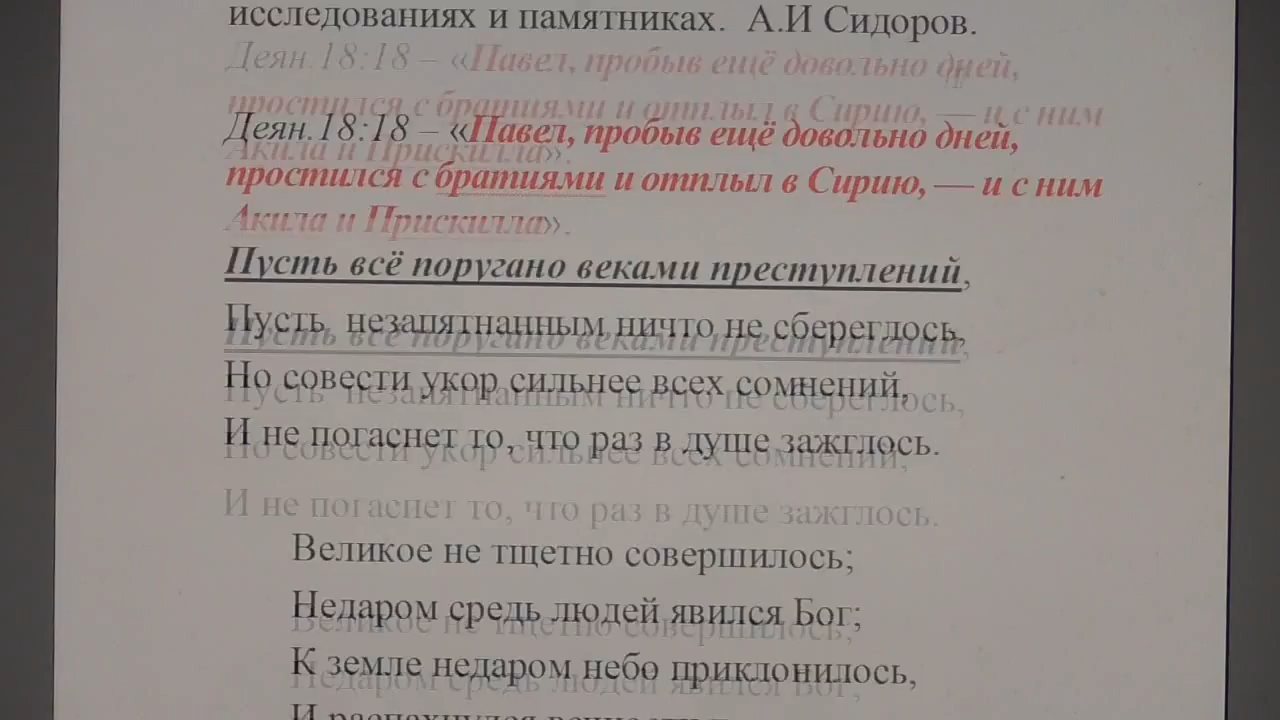 исследованиях и памятниках. А.И Сидоров.
Деян.18:18 – «Павел, пробыв ещё довольно дней,
простился с братиями и отплыл в Сирию, — и с ним
Акила и Прискилла».
Пусть всё поругано веками преступлений,
Пусть незапятнанным ничто не сбереглось,
Но совести укор сильнее всех сомнений,
И не погаснет то, что раз в душе зажглось.
Великое не тщетно совершилось;
Недаром средь людей явился Бог;
К земле недаром небо приклонилось,